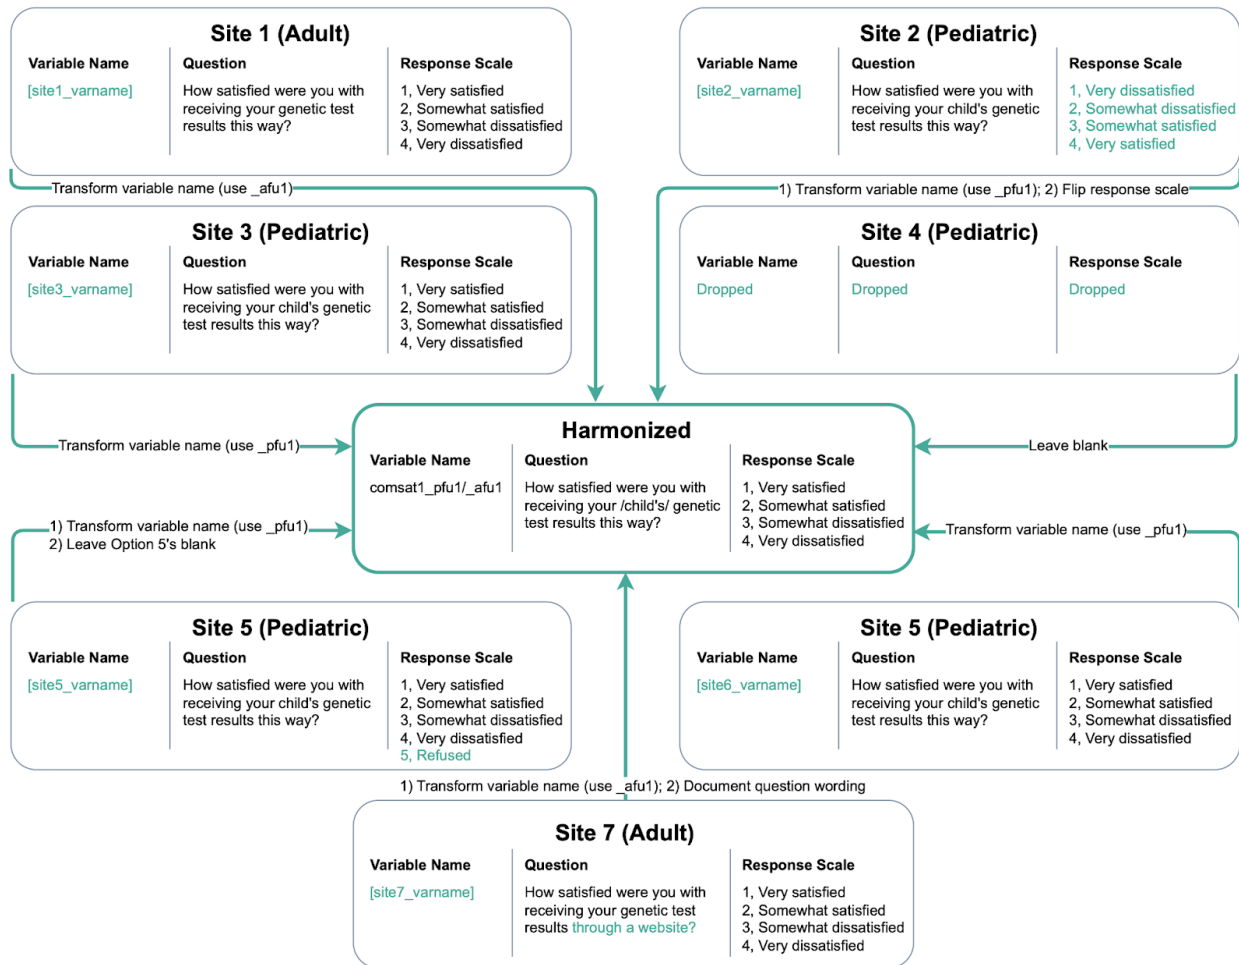 Site 1 (Adult)
Variable Name
[site1_varname]
Question
How satisfied were you with
receiving your genetic test
results this way?
Response Scale
1, Very satisfied
2, Somewhat satisfied
3, Somewhat dissatisfied
4, Very dissatisfied
Transform variable name (use _afu1)
Site 2 (Pediatric)
Variable Name
[site2_varname]
Question
How satisfied were you with
receiving your child's genetic
test results this way?
Response Scale
1, Very dissatisfied
2, Somewhat dissatisfied
3, Somewhat satisfied
4, Very satisfied
1) Transform variable name (use _pfu1); 2) Flip response scale
Site 3 (Pediatric)
Variable Name
[site3_varname]
Question
How satisfied were you with
receiving your child's genetic
test results this way?
Response Scale
1, Very satisfied
2, Somewhat satisfied
3, Somewhat dissatisfied
4, Very dissatisfied
Transform variable name (use _pfu1)
Site 4 (Pediatric)
Variable Name
Dropped
Question
Dropped
Response Scale
Dropped
Leave blank
Harmonized
Variable Name
comsat1_pfu1/_afu1
Question
How satisfied were you with
receiving your /child's/ genetic
test results this way?
Response Scale
1, Very satisfied
2, Somewhat satisfied
3, Somewhat dissatisfied
4, Very dissatisfied
1) Transform variable name (use _pfu1)
2) Leave Option 5's blank
Transform variable name (use _pfu1)
Site 5 (Pediatric)
Variable Name
[site5_varname]
Question
How satisfied were you with
receiving your child's genetic
test results this way?
Response Scale
1, Very satisfied
2, Somewhat satisfied
3, Somewhat dissatisfied
4, Very dissatisfied
5, Refused
Site 5 (Pediatric)
Variable Name
[site6_varname]
Question
How satisfied were you with
receiving your child's genetic
test results this way?
Response Scale
1, Very satisfied
2, Somewhat satisfied
3, Somewhat dissatisfied
4, Very dissatisfied
1) Transform variable name (use _afu1); 2) Document question wording
Site 7 (Adult)
Variable Name
[site7_varname]
Question
How satisfied were you with
receiving your genetic test
results through a website?
Response Scale
1, Very satisfied
2, Somewhat satisfied
3, Somewhat dissatisfied
4, Very dissatisfied